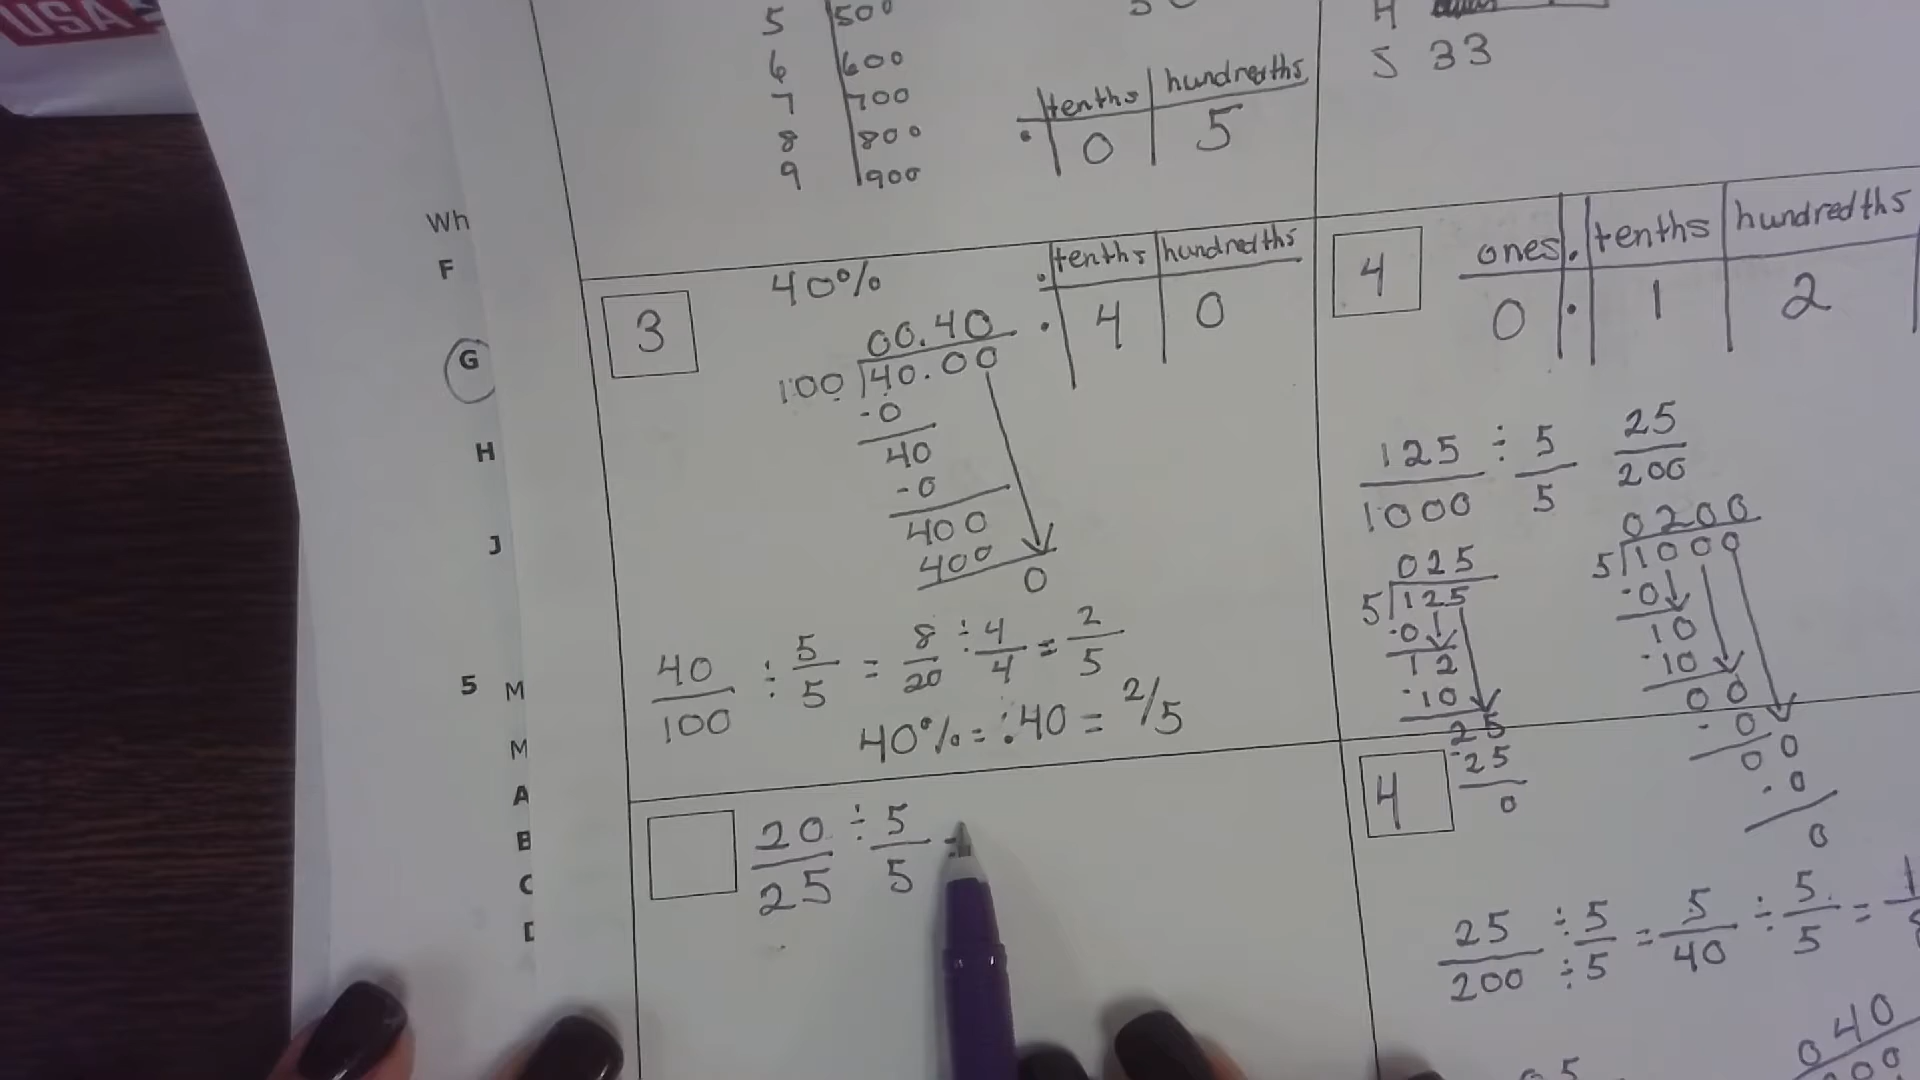 USA
5 500
6 600
7 700
8 800
9 900
. tenths hundredths
. 0 5
H
5 33
Wh
F
G
H
J
5 M
M
A
B
3
40%
. tenths hundredths
. 4 0
00.40
100 40.00
-0
40
-0
400
400
0
40/100 ÷ 5/5 = 8/20 ÷ 4/4 = 2/5
40% = .40 = 2/5
4
ones . tenths hundredths
0 . 1 2
125/1000 ÷ 5/5 25/200
025
5 125
-0
12
-10
25
-25
0
0200
5 1000
-0
10
-10
00
-0
00
-0
0
20/25 ÷ 5/5 =
4
25/200 ÷5/÷5 = 5/40 ÷ 5/5 =
040